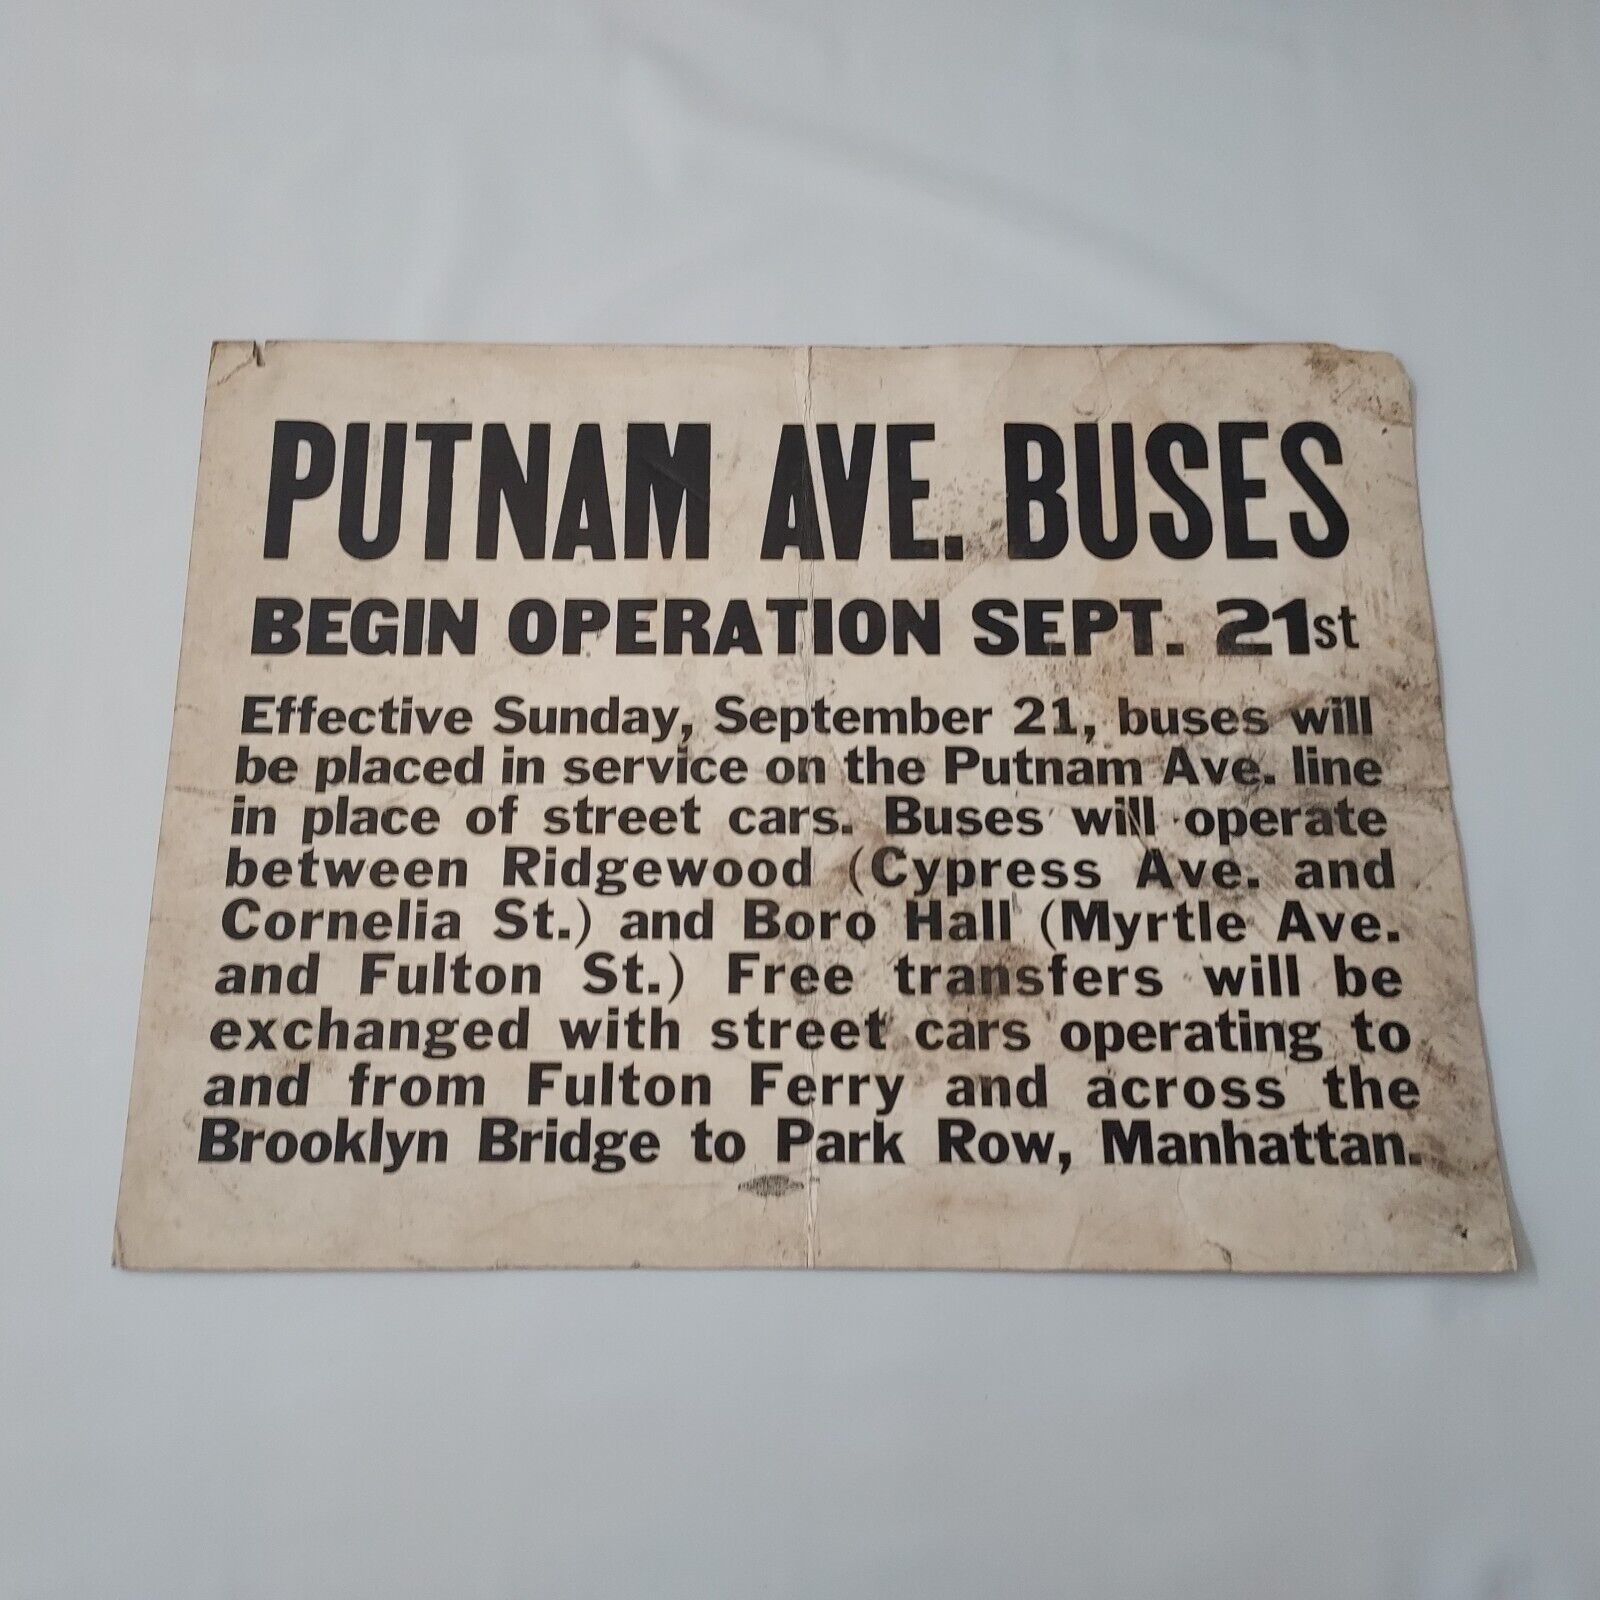 PUTNAM AVE. BUSES
BEGIN OPERATION SEPT. 21st
Effective Sunday, September 21, buses will
be placed in service on the Putnam Ave. line
in place of street cars. Buses will operate
between Ridgewood (Cypress Ave. and
Cornelia St.) and Boro Hall (Myrtle Ave.
and Fulton St.) Free transfers will be
exchanged with street cars operating to
and from Fulton Ferry and across the
Brooklyn Bridge to Park Row, Manhattan.